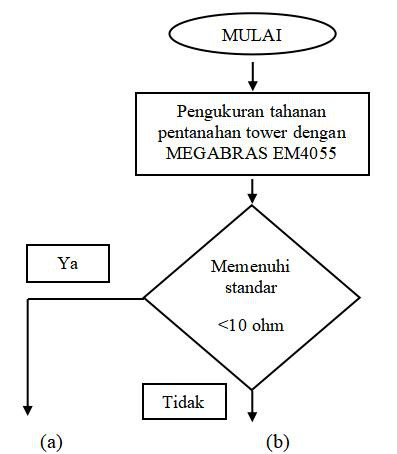 MULAI
Pengukuran tahanan
pentanahan tower dengan
MEGABRAS EM4055
Ya
Memenuhi
standar
<10 ohm
Tidak
(a)
(b)